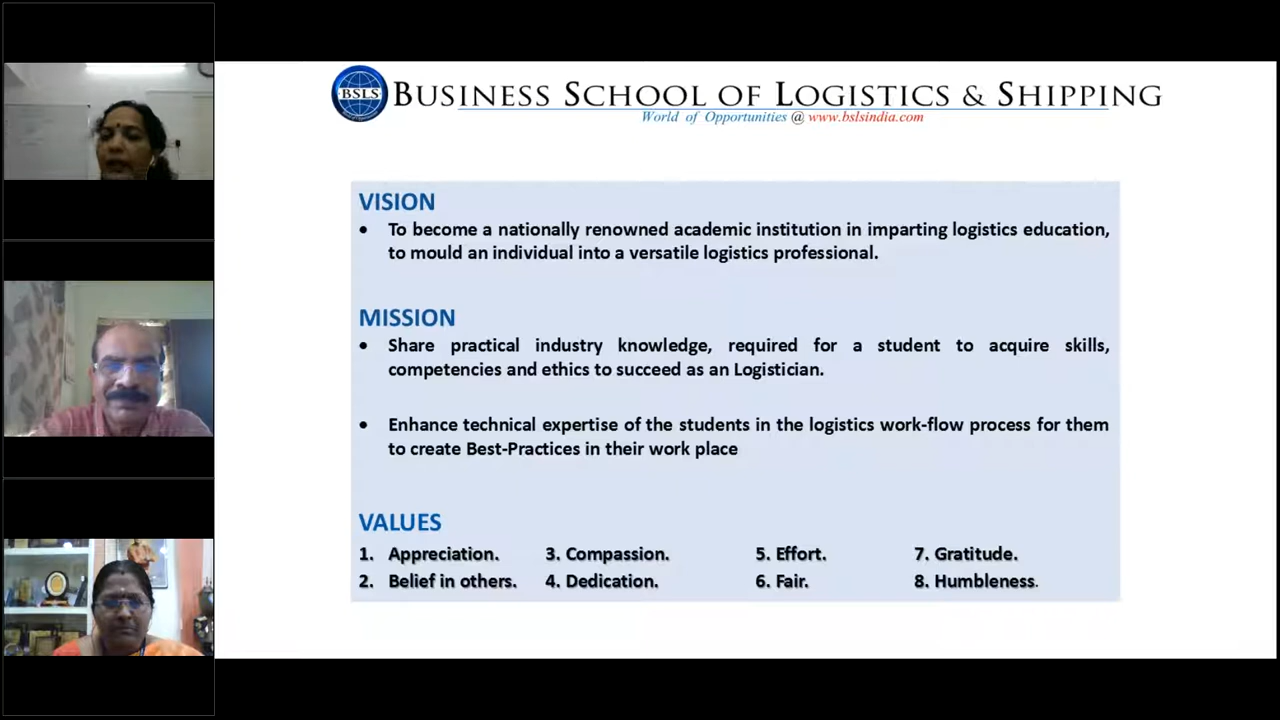 BSLS
BUSINESS SCHOOL OF LOGISTICS & SHIPPING
World of Opportunities @ www.bslsindia.com
VISION
• To become a nationally renowned academic institution in imparting logistics education,
to mould an individual into a versatile logistics professional.
MISSION
• Share practical industry knowledge, required for a student to acquire skills,
competencies and ethics to succeed as an Logistician.
• Enhance technical expertise of the students in the logistics work-flow process for them
to create Best-Practices in their work place
VALUES
1. Appreciation. 3. Compassion. 5. Effort. 7. Gratitude.
2. Belief in others. 4. Dedication. 6. Fair. 8. Humbleness.